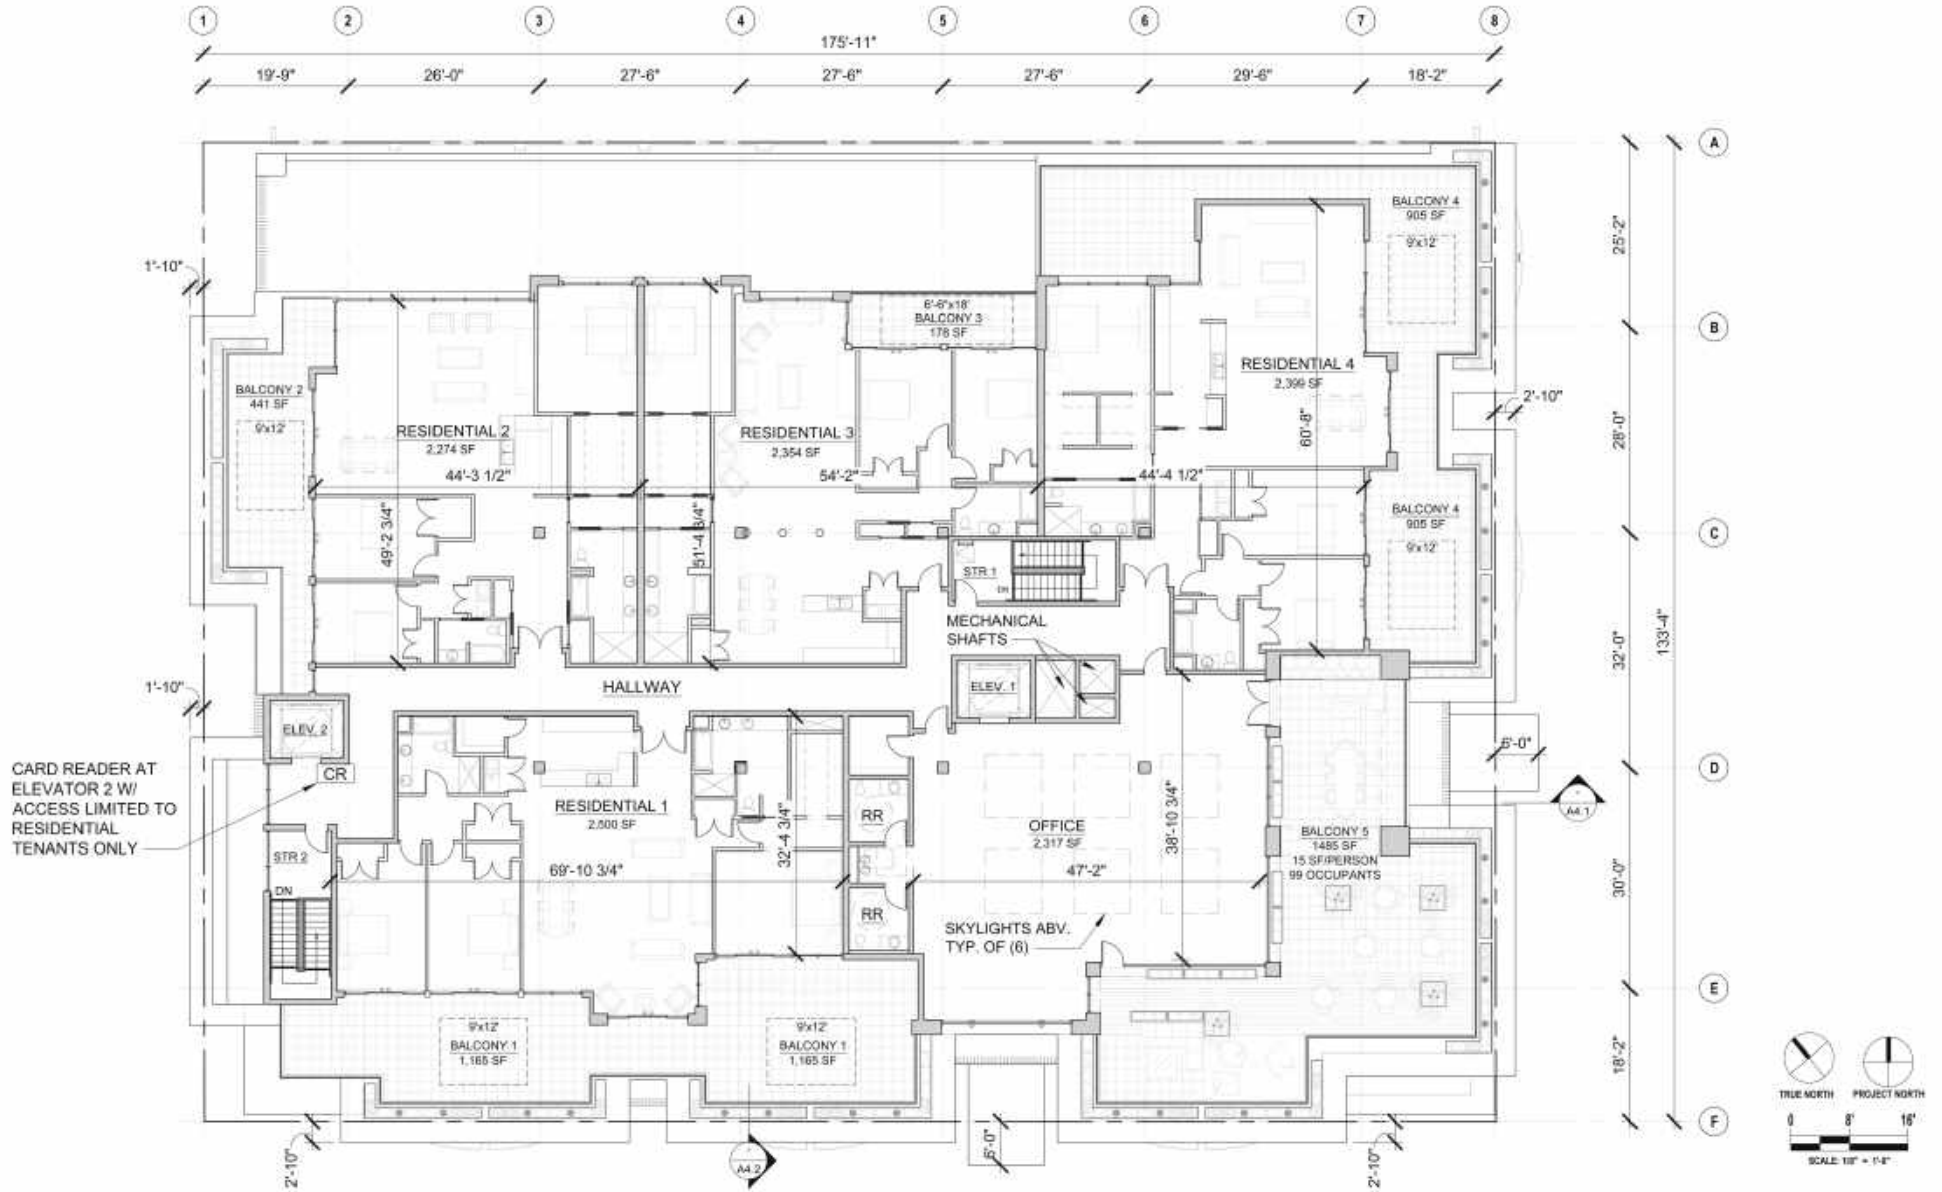 1 2 3 4 5 6 7 8
175'-11"
19'-9" 26'-0" 27'-6" 27'-6" 27'-6" 29'-6" 18'-2"
A
BALCONY 4
905 SF
9'x12'
25'-2"
1'-10"
6'-6"x18'
BALCONY 3
178 SF
B
RESIDENTIAL 4
2,399 SF
BALCONY 2
441 SF
9'x12'
2'-10"
60'-8"
28'-0"
RESIDENTIAL 2
2,274 SF
44'-3 1/2"
RESIDENTIAL 3
2,354 SF
54'-2"
44'-4 1/2"
49'-2 3/4"
51'-4 3/4"
BALCONY 4
905 SF
9'x12'
C
STR 1
DN
MECHANICAL
SHAFTS
32'-0"
133'-4"
1'-10"
HALLWAY
ELEV. 1
ELEV. 2
CR
CARD READER AT
ELEVATOR 2 W/
ACCESS LIMITED TO
RESIDENTIAL
TENANTS ONLY
6'-0"
D
A4.1
RESIDENTIAL 1
2,500 SF
RR
OFFICE
2,317 SF
38'-10 3/4"
32'-4 3/4"
BALCONY 5
1485 SF
15 SF/PERSON
99 OCCUPANTS
STR 2
DN
69'-10 3/4"
47'-2"
30'-0"
RR
SKYLIGHTS ABV.
TYP. OF (6)
E
9'x12'
BALCONY 1
1,165 SF
9'x12'
BALCONY 1
1,165 SF
18'-2"
TRUE NORTH PROJECT NORTH
0 8' 16'
SCALE: 1/8" = 1'-0"
F
2'-10"
A4.2
5'-0"
2'-10"